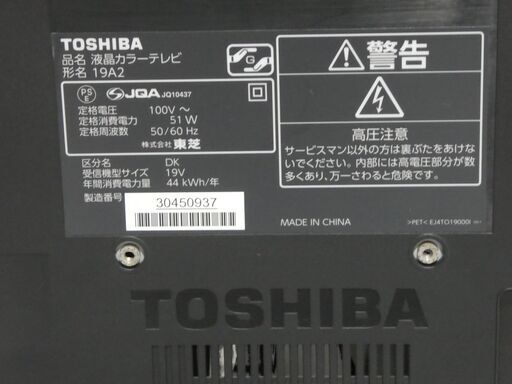 TOSHIBA
品名 液晶カラーテレビ
形名 19A2
G
PS
E
JQA JQ10437
定格電圧 100V ～
定格消費電力 51 W
定格周波数 50/60 Hz
株式会社 東芝
区分名 DK
受信機型サイズ 19V
年間消費電力量 44 kWh/年
製造番号
30450937
警告
高圧注意
サービスマン以外の方は裏ぶたをあけな
いでください。内部には高電圧部分が数
多くあり、万一さわると危険です。
MADE IN CHINA
>PET<
TOSHIBA